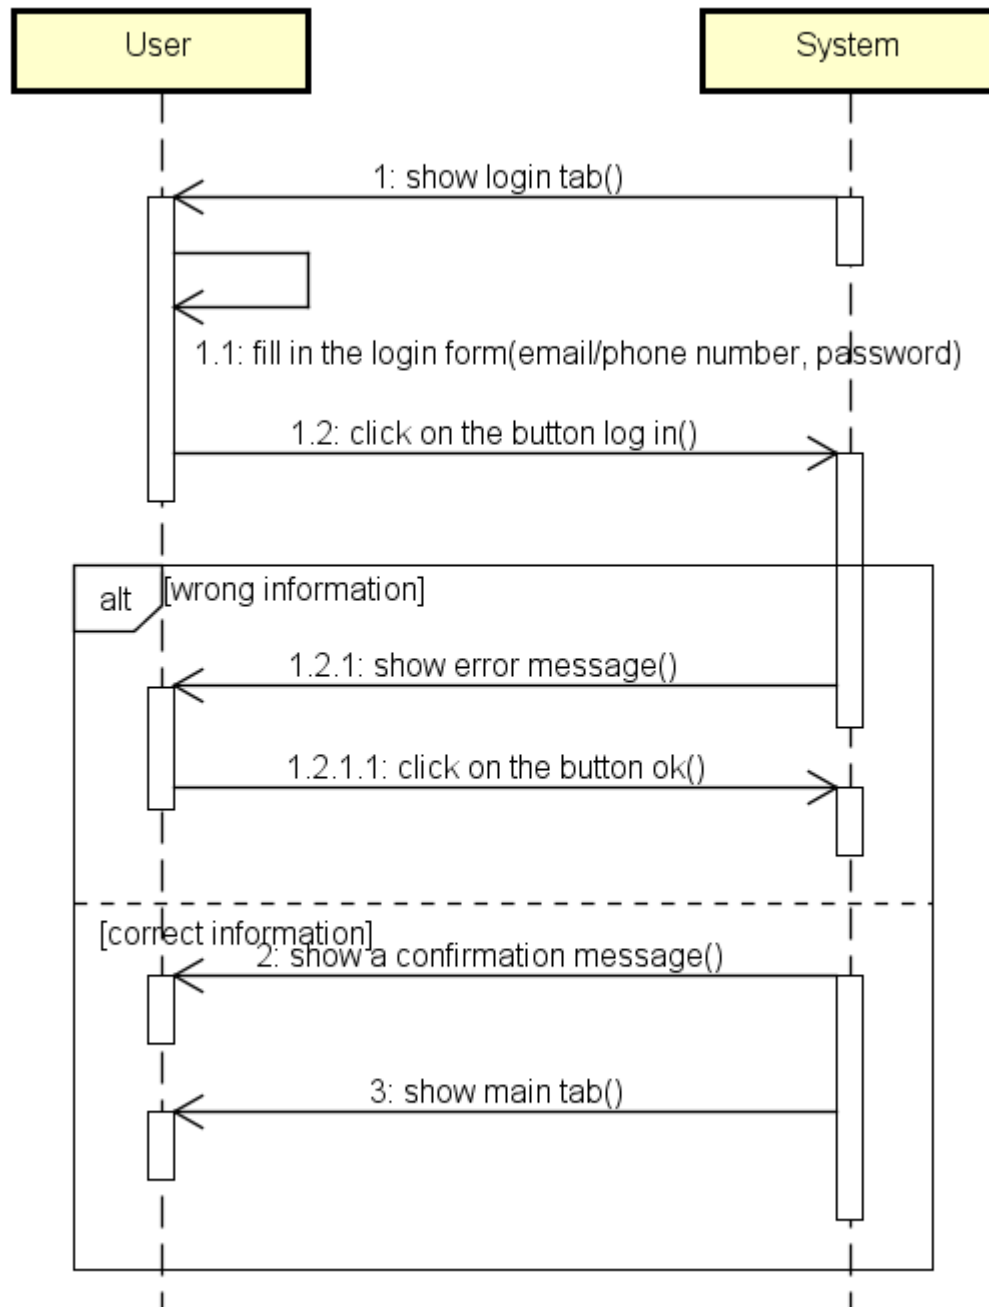 User
System
1: show login tab()
1.1: fill in the login form(email/phone number, password)
1.2: click on the button log in()
alt
[wrong information]
1.2.1: show error message()
1.2.1.1: click on the button ok()
[correct information]
2: show a confirmation message()
3: show main tab()